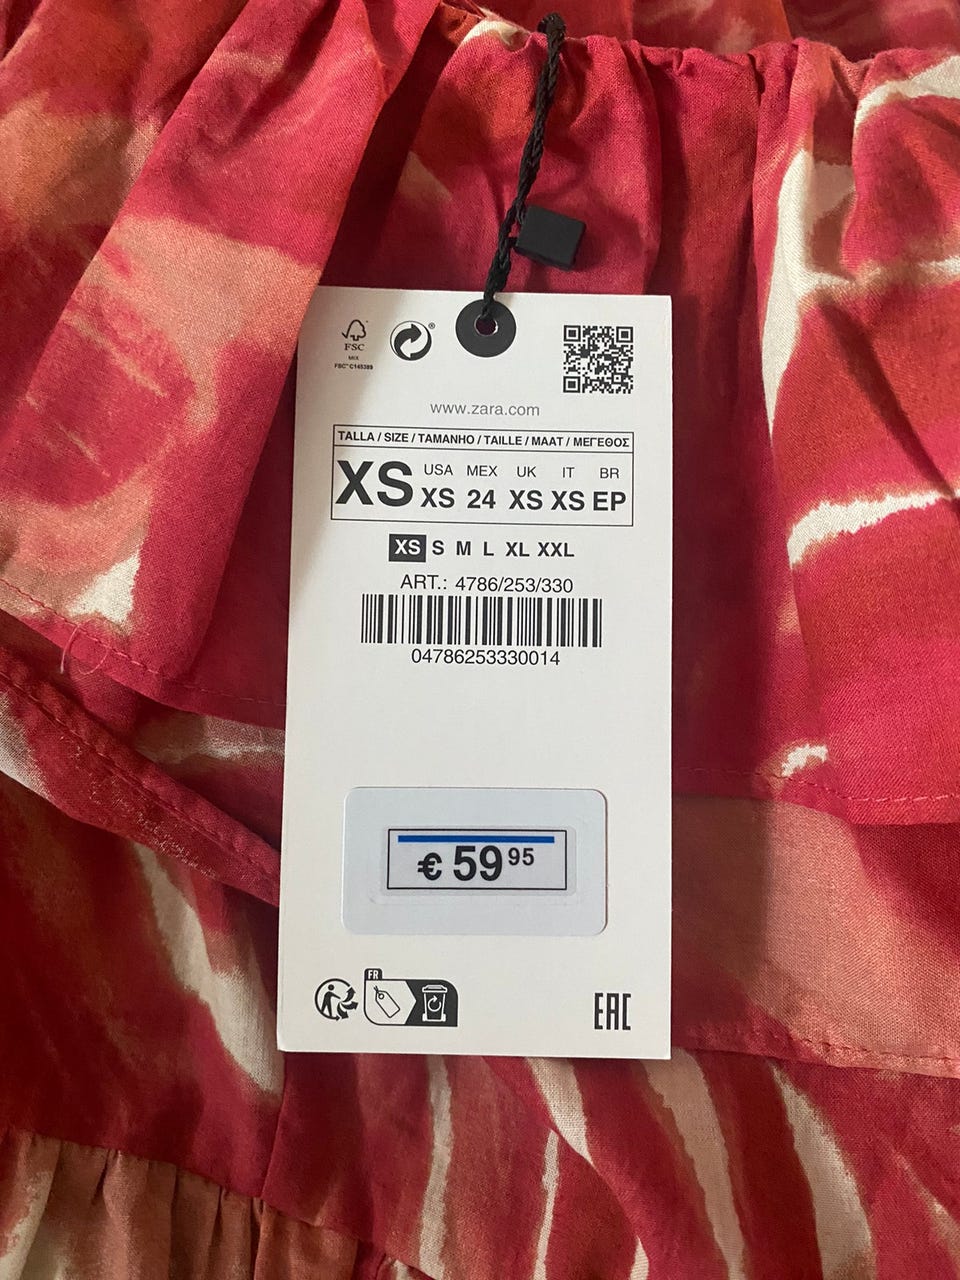 FSC
MIX
FSC™ C145389
®
www.zara.com
TALLA / SIZE / TAMANHO / TAILLE / MAAT / ΜΕΓΕΘΟΣ
XS
USA MEX UK IT BR
XS 24 XS XS EP
XS S M L XL XXL
ART.: 4786/253/330
04786253330014
€ 59 95
FR
EAC